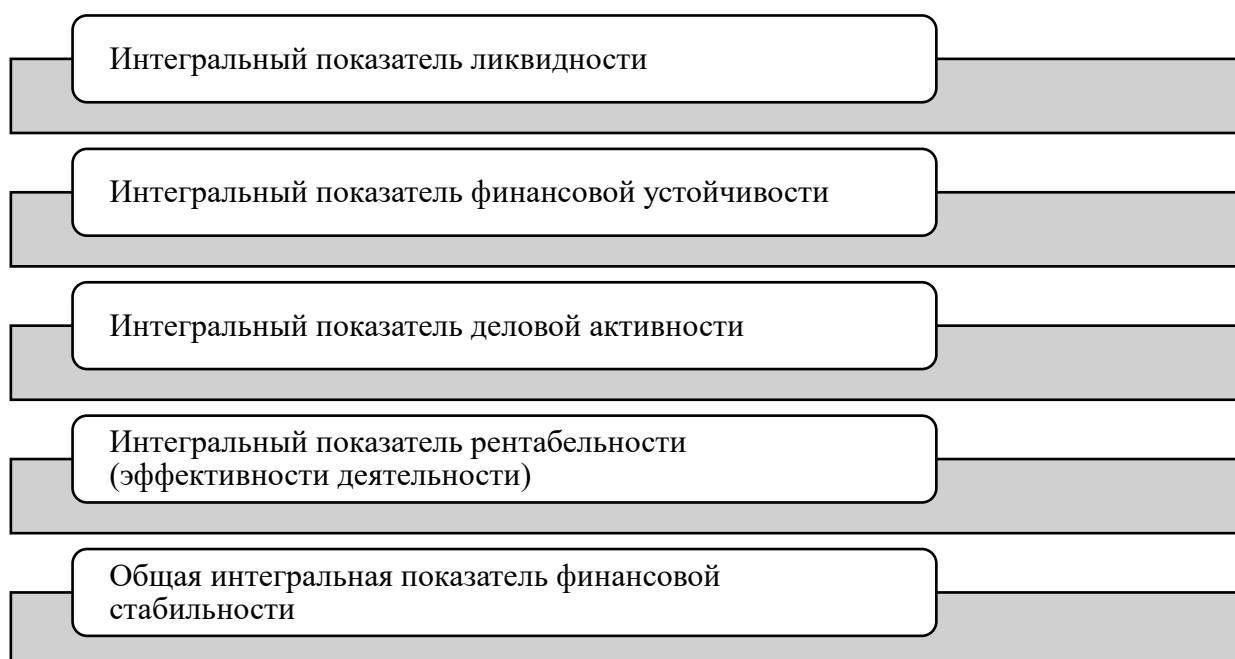 Интегральный показатель ликвидности
Интегральный показатель финансовой устойчивости
Интегральный показатель деловой активности
Интегральный показатель рентабельности
(эффективности деятельности)
Общая интегральная показатель финансовой
стабильности